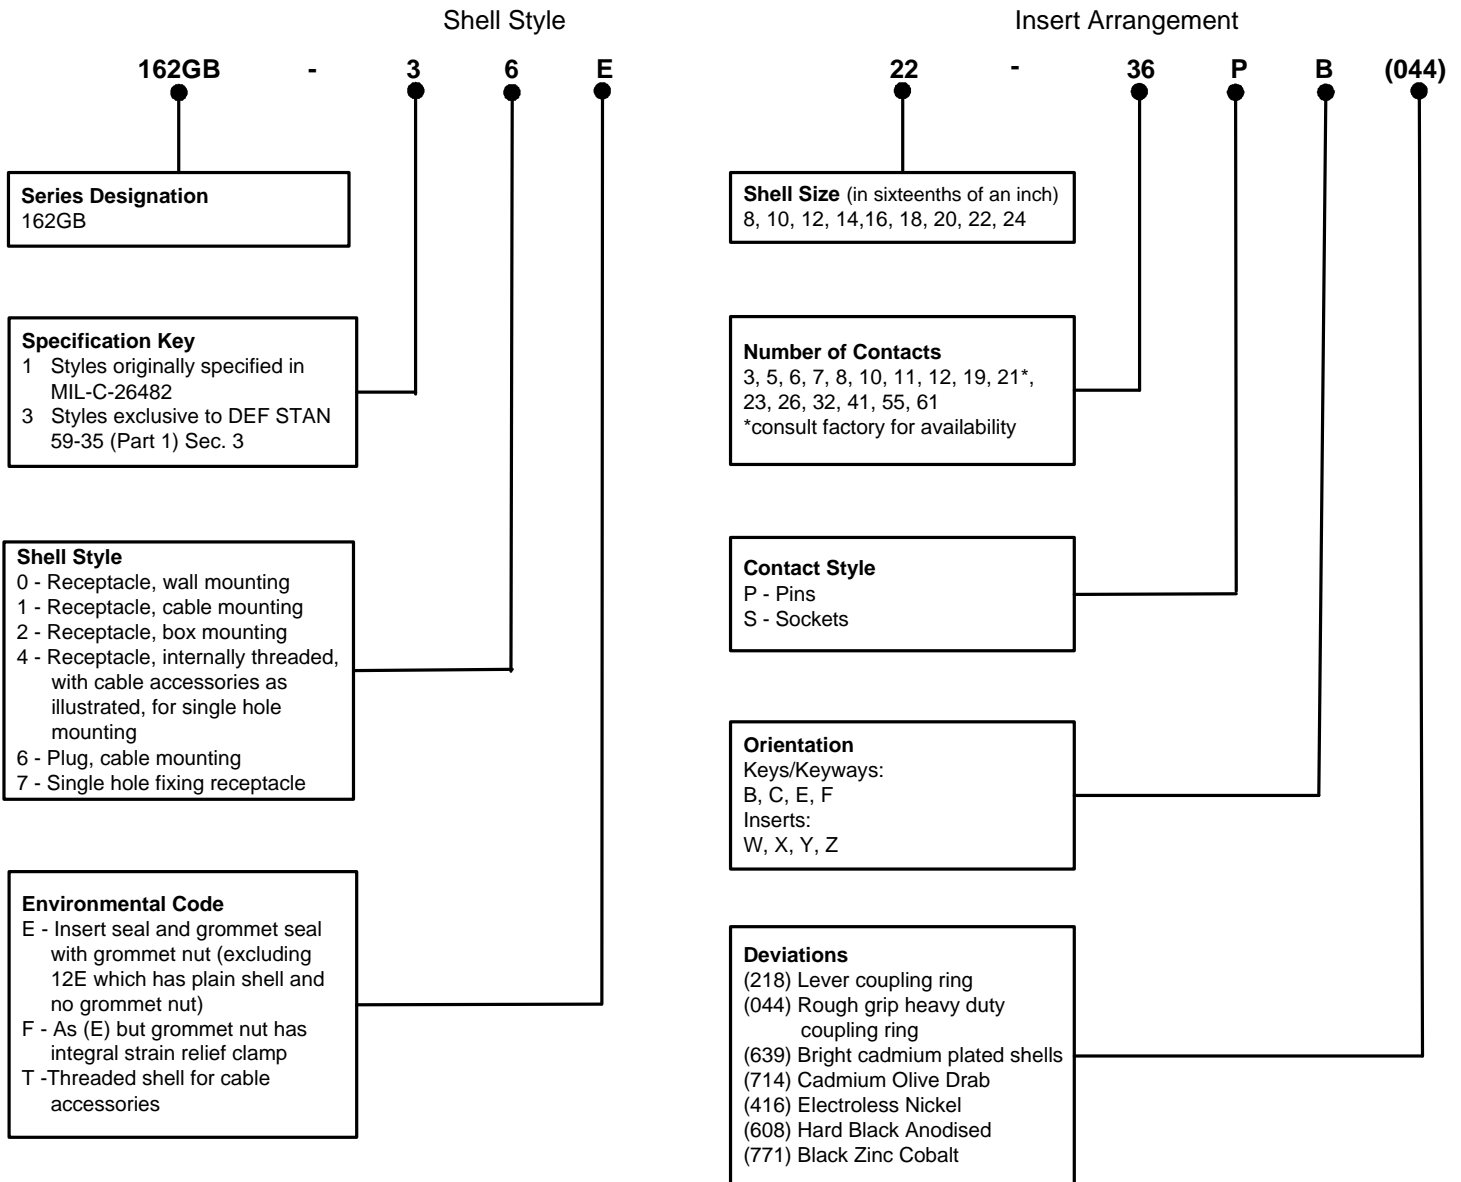 Shell Style
Insert Arrangement
162GB - 3 6 E
22 - 36 P B (044)
Series Designation
162GB
Specification Key
1 Styles originally specified in
MIL-C-26482
3 Styles exclusive to DEF STAN
59-35 (Part 1) Sec. 3
Shell Style
0 - Receptacle, wall mounting
1 - Receptacle, cable mounting
2 - Receptacle, box mounting
4 - Receptacle, internally threaded,
with cable accessories as
illustrated, for single hole
mounting
6 - Plug, cable mounting
7 - Single hole fixing receptacle
Environmental Code
E - Insert seal and grommet seal
with grommet nut (excluding
12E which has plain shell and
no grommet nut)
F - As (E) but grommet nut has
integral strain relief clamp
T -Threaded shell for cable
accessories
Shell Size (in sixteenths of an inch)
8, 10, 12, 14,16, 18, 20, 22, 24
Number of Contacts
3, 5, 6, 7, 8, 10, 11, 12, 19, 21*,
23, 26, 32, 41, 55, 61
*consult factory for availability
Contact Style
P - Pins
S - Sockets
Orientation
Keys/Keyways:
B, C, E, F
Inserts:
W, X, Y, Z
Deviations
(218) Lever coupling ring
(044) Rough grip heavy duty
coupling ring
(639) Bright cadmium plated shells
(714) Cadmium Olive Drab
(416) Electroless Nickel
(608) Hard Black Anodised
(771) Black Zinc Cobalt